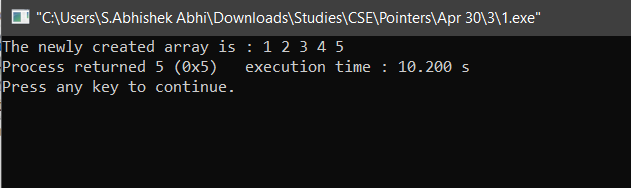 "C:\Users\S.Abhishek Abhi\Downloads\Studies\CSE\Pointers\Apr 30\3\1.exe"
The newly created array is : 1 2 3 4 5
Process returned 5 (0x5)   execution time : 10.200 s
Press any key to continue.